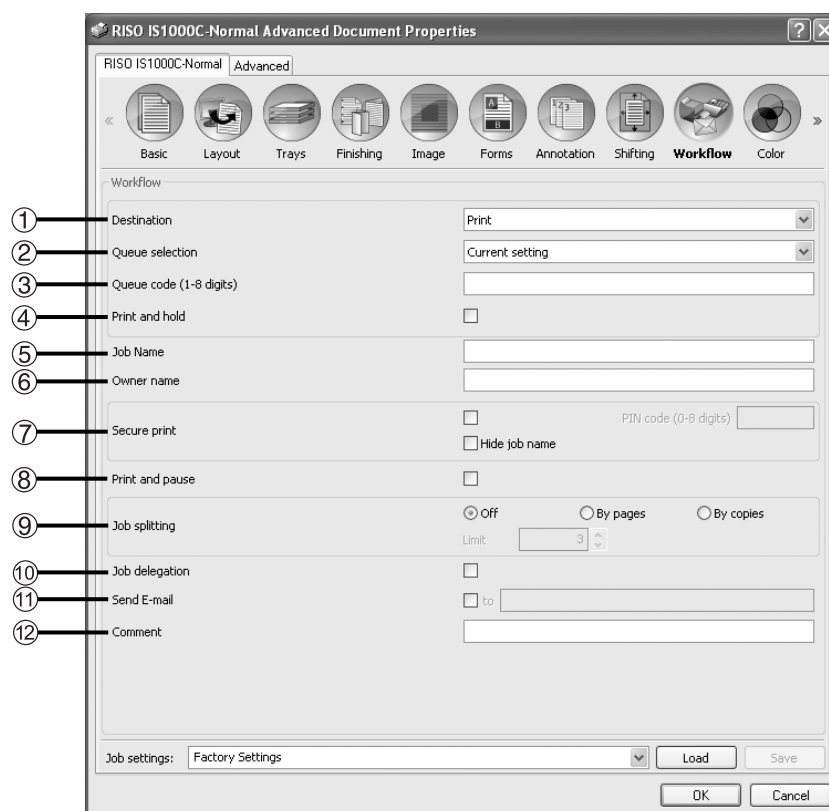 RISO IS1000C-Normal Advanced Document Properties
RISO IS1000C-Normal Advanced
Basic Layout Trays Finishing Image Forms Annotation Shifting Workflow Color
Workflow
① Destination Print
② Queue selection Current setting
③ Queue code (1-8 digits)
④ Print and hold
⑤ Job Name
⑥ Owner name
⑦ Secure print PIN code (0-8 digits)
Hide job name
⑧ Print and pause
⑨ Job splitting Off By pages By copies
Limit 3
⑩ Job delegation
⑪ Send E-mail to
⑫ Comment
Job settings: Factory Settings Load Save
OK Cancel